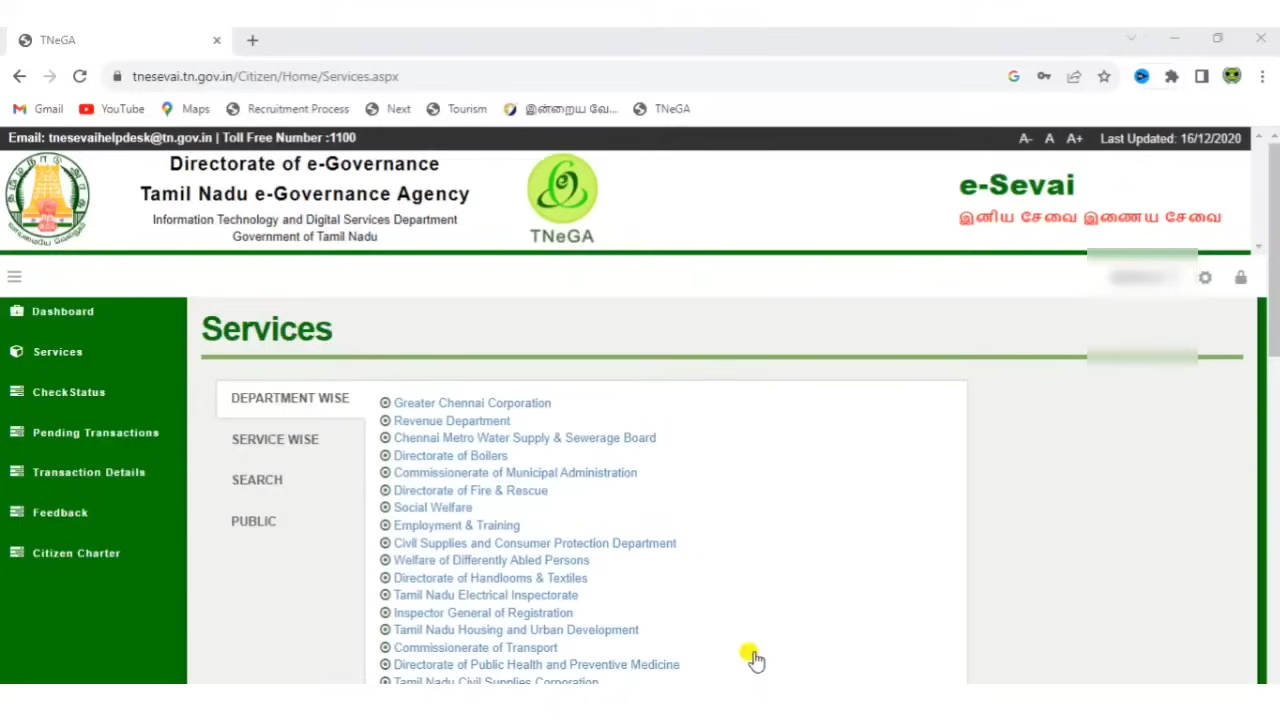 TNeGA
tnesevai.tn.gov.in/Citizen/Home/Services.aspx
Gmail YouTube Maps Recruitment Process Next Tourism இன்றைய வே... TNeGA
Email: tnesevaihelpdesk@tn.gov.in | Toll Free Number :1100 A- A A+ Last Updated: 16/12/2020
Directorate of e-Governance
Tamil Nadu e-Governance Agency
Information Technology and Digital Services Department
Government of Tamil Nadu
TNeGA
e-Sevai
இனிய சேவை இணைய சேவை
Dashboard
Services
CheckStatus
Pending Transactions
Transaction Details
Feedback
Citizen Charter
Services
DEPARTMENT WISE
SERVICE WISE
SEARCH
PUBLIC
Greater Chennai Corporation
Revenue Department
Chennai Metro Water Supply & Sewerage Board
Directorate of Boilers
Commissionerate of Municipal Administration
Directorate of Fire & Rescue
Social Welfare
Employment & Training
Civil Supplies and Consumer Protection Department
Welfare of Differently Abled Persons
Directorate of Handlooms & Textiles
Tamil Nadu Electrical Inspectorate
Inspector General of Registration
Tamil Nadu Housing and Urban Development
Commissionerate of Transport
Directorate of Public Health and Preventive Medicine
Tamil Nadu Civil Supplies Corporation